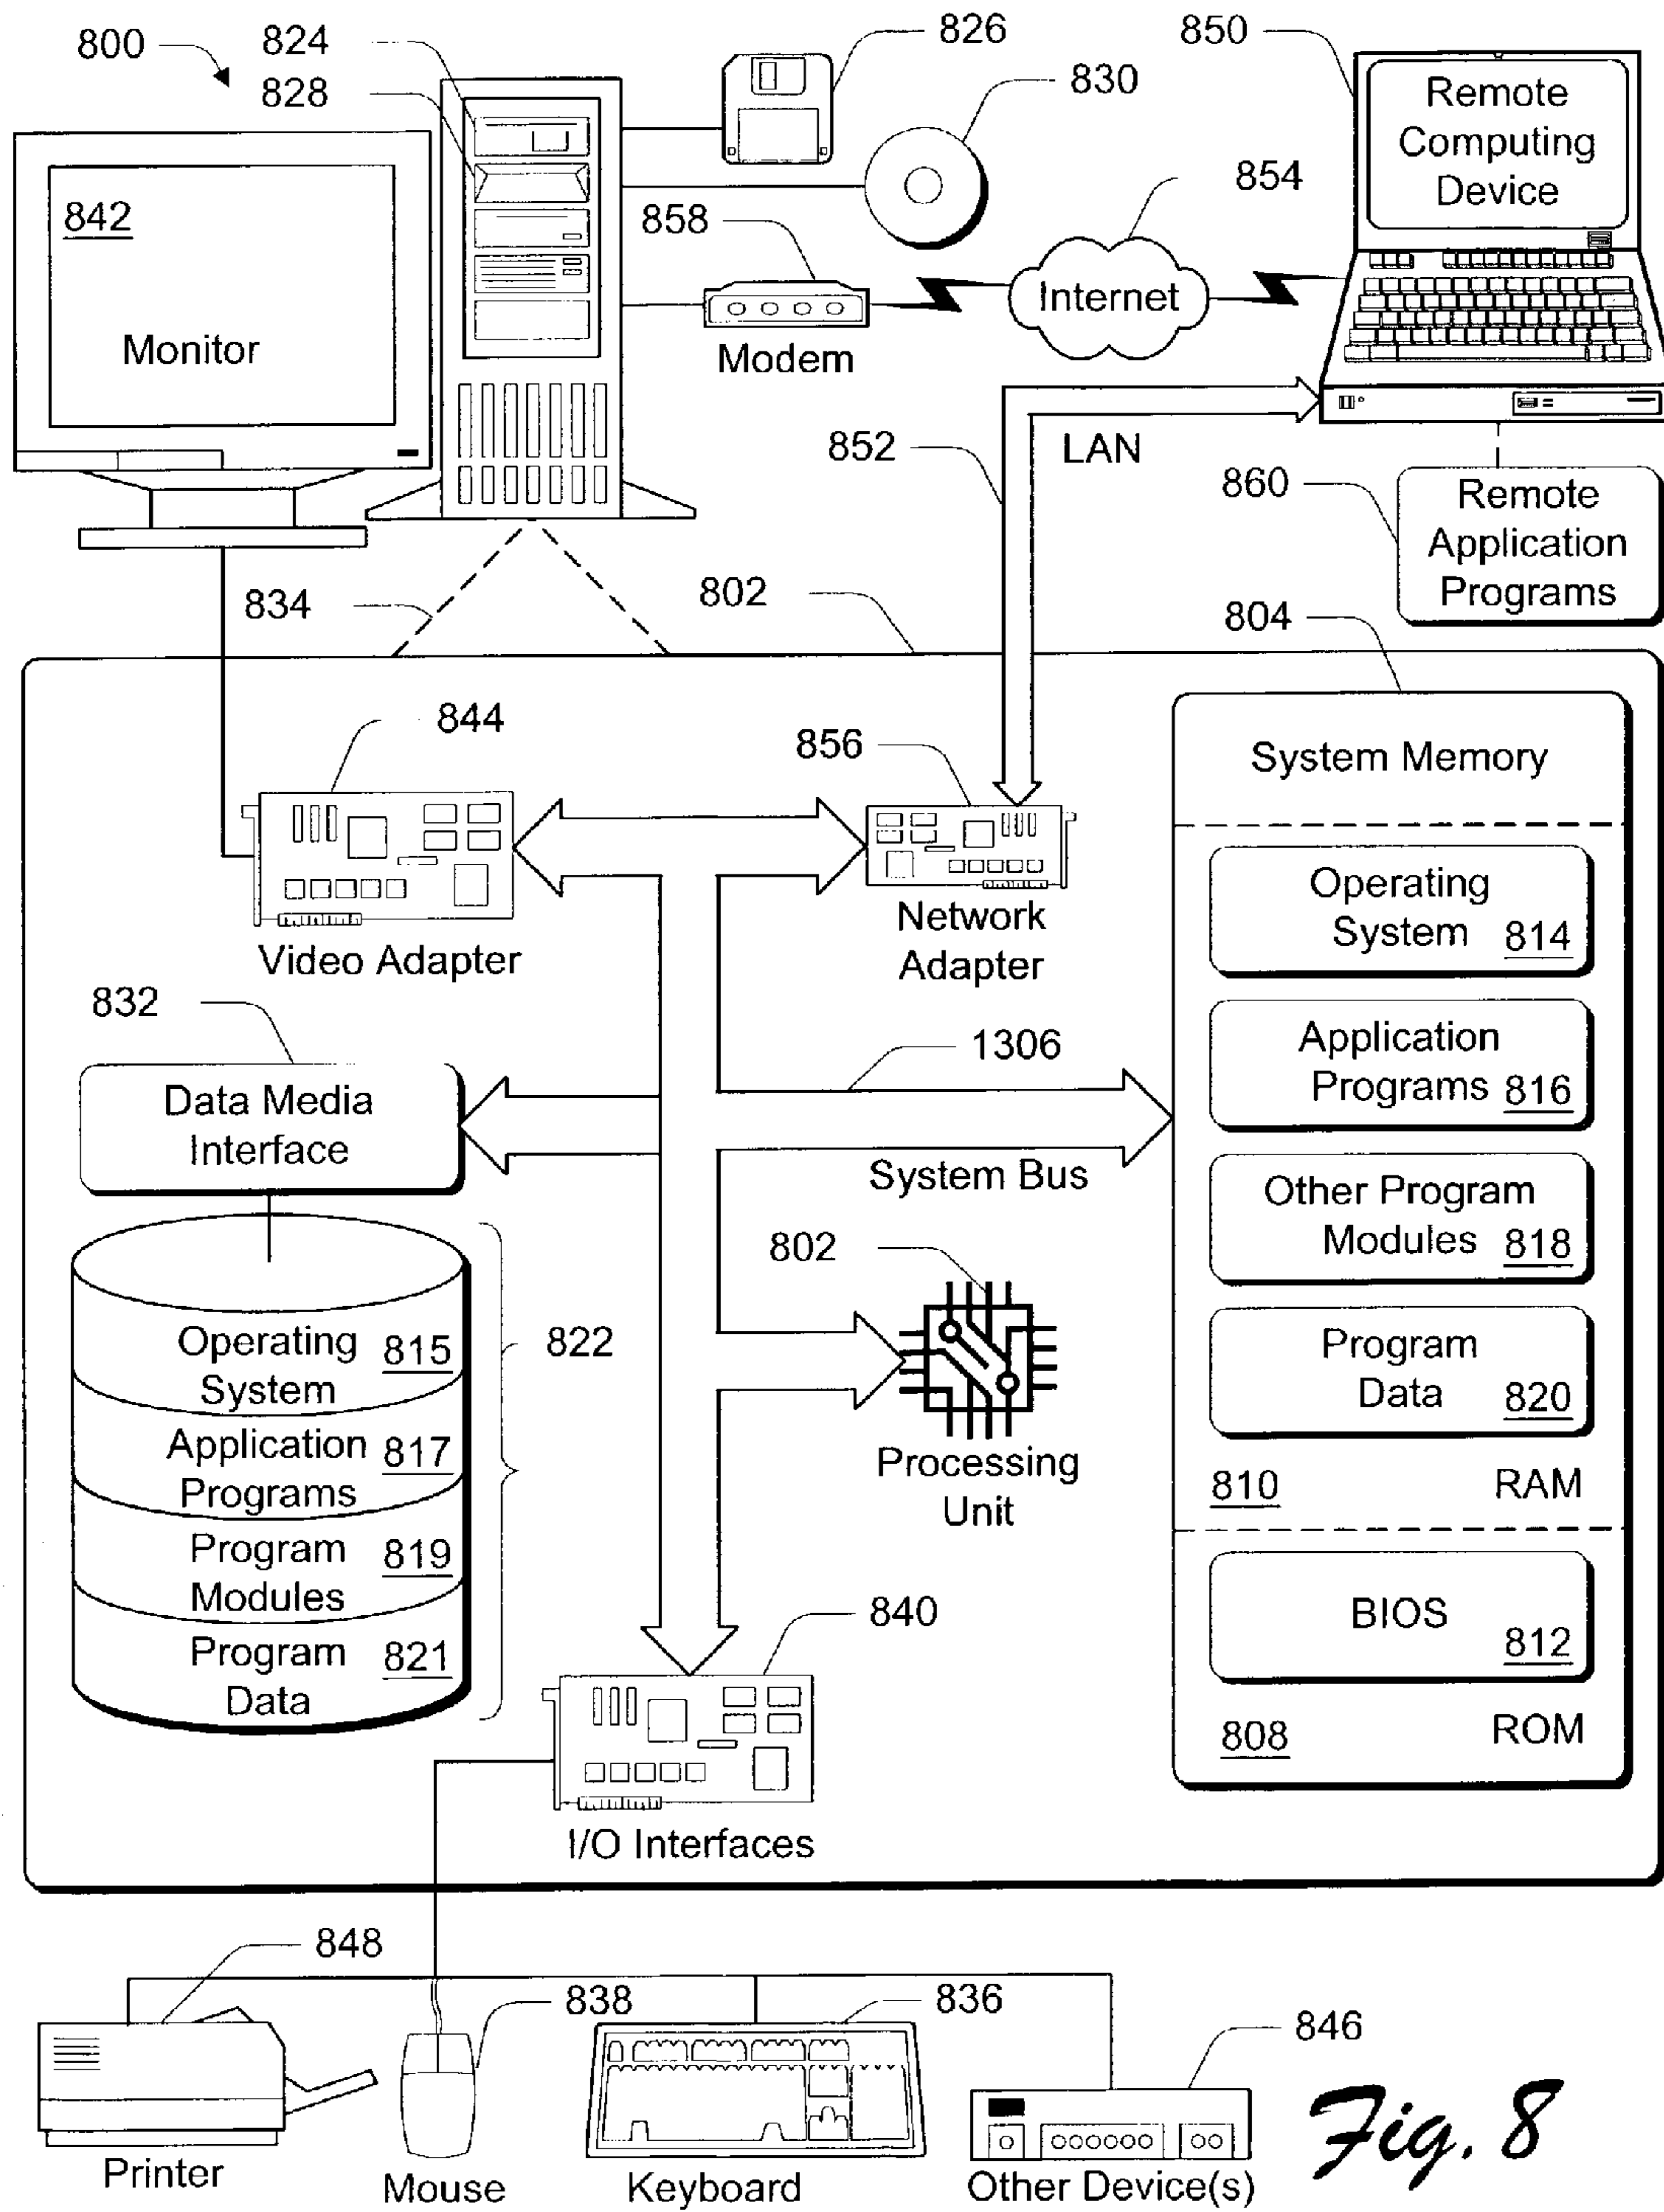 800
824
828
826
830
850
Remote
Computing
Device
842
Monitor
858
Modem
854
Internet
852
LAN
860
Remote
Application
Programs
834
802
804
844
Video Adapter
856
Network
Adapter
System Memory
Operating
System 814
Application
Programs 816
Other Program
Modules 818
Program
Data 820
810 RAM
BIOS
812
808 ROM
832
Data Media
Interface
1306
System Bus
802
Processing
Unit
822
Operating 815
System
Application 817
Programs
Program 819
Modules
Program 821
Data
840
I/O Interfaces
848
Printer
838
Mouse
836
Keyboard
846
Other Device(s)
Fig. 8